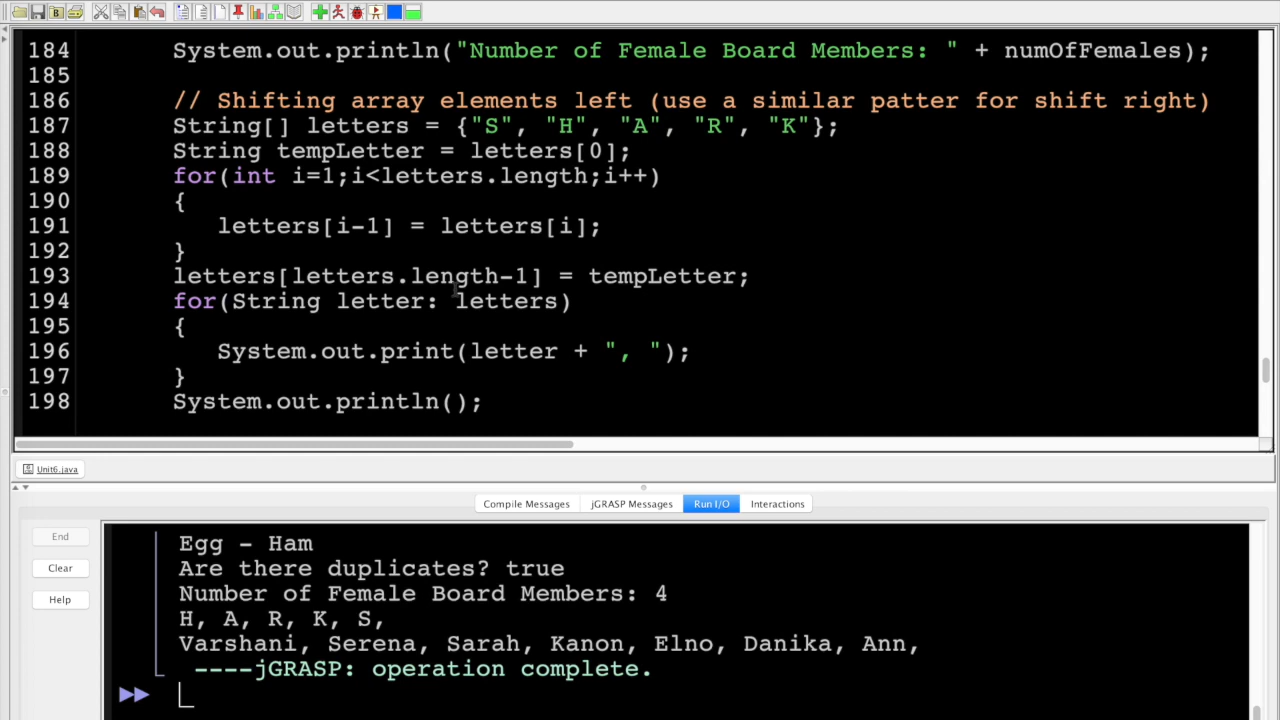 184 System.out.println("Number of Female Board Members: " + numOfFemales);
185
186 // Shifting array elements left (use a similar patter for shift right)
187 String[] letters = {"S", "H", "A", "R", "K"};
188 String tempLetter = letters[0];
189 for(int i=1;i<letters.length;i++)
190 {
191 letters[i-1] = letters[i];
192 }
193 letters[letters.length-1] = tempLetter;
194 for(String letter: letters)
195 {
196 System.out.print(letter + ", ");
197 }
198 System.out.println();
Unit6.java
Compile Messages jGRASP Messages Run I/O Interactions
End
Clear
Help
Egg - Ham
Are there duplicates? true
Number of Female Board Members: 4
H, A, R, K, S,
Varshani, Serena, Sarah, Kanon, Elno, Danika, Ann,
----jGRASP: operation complete.